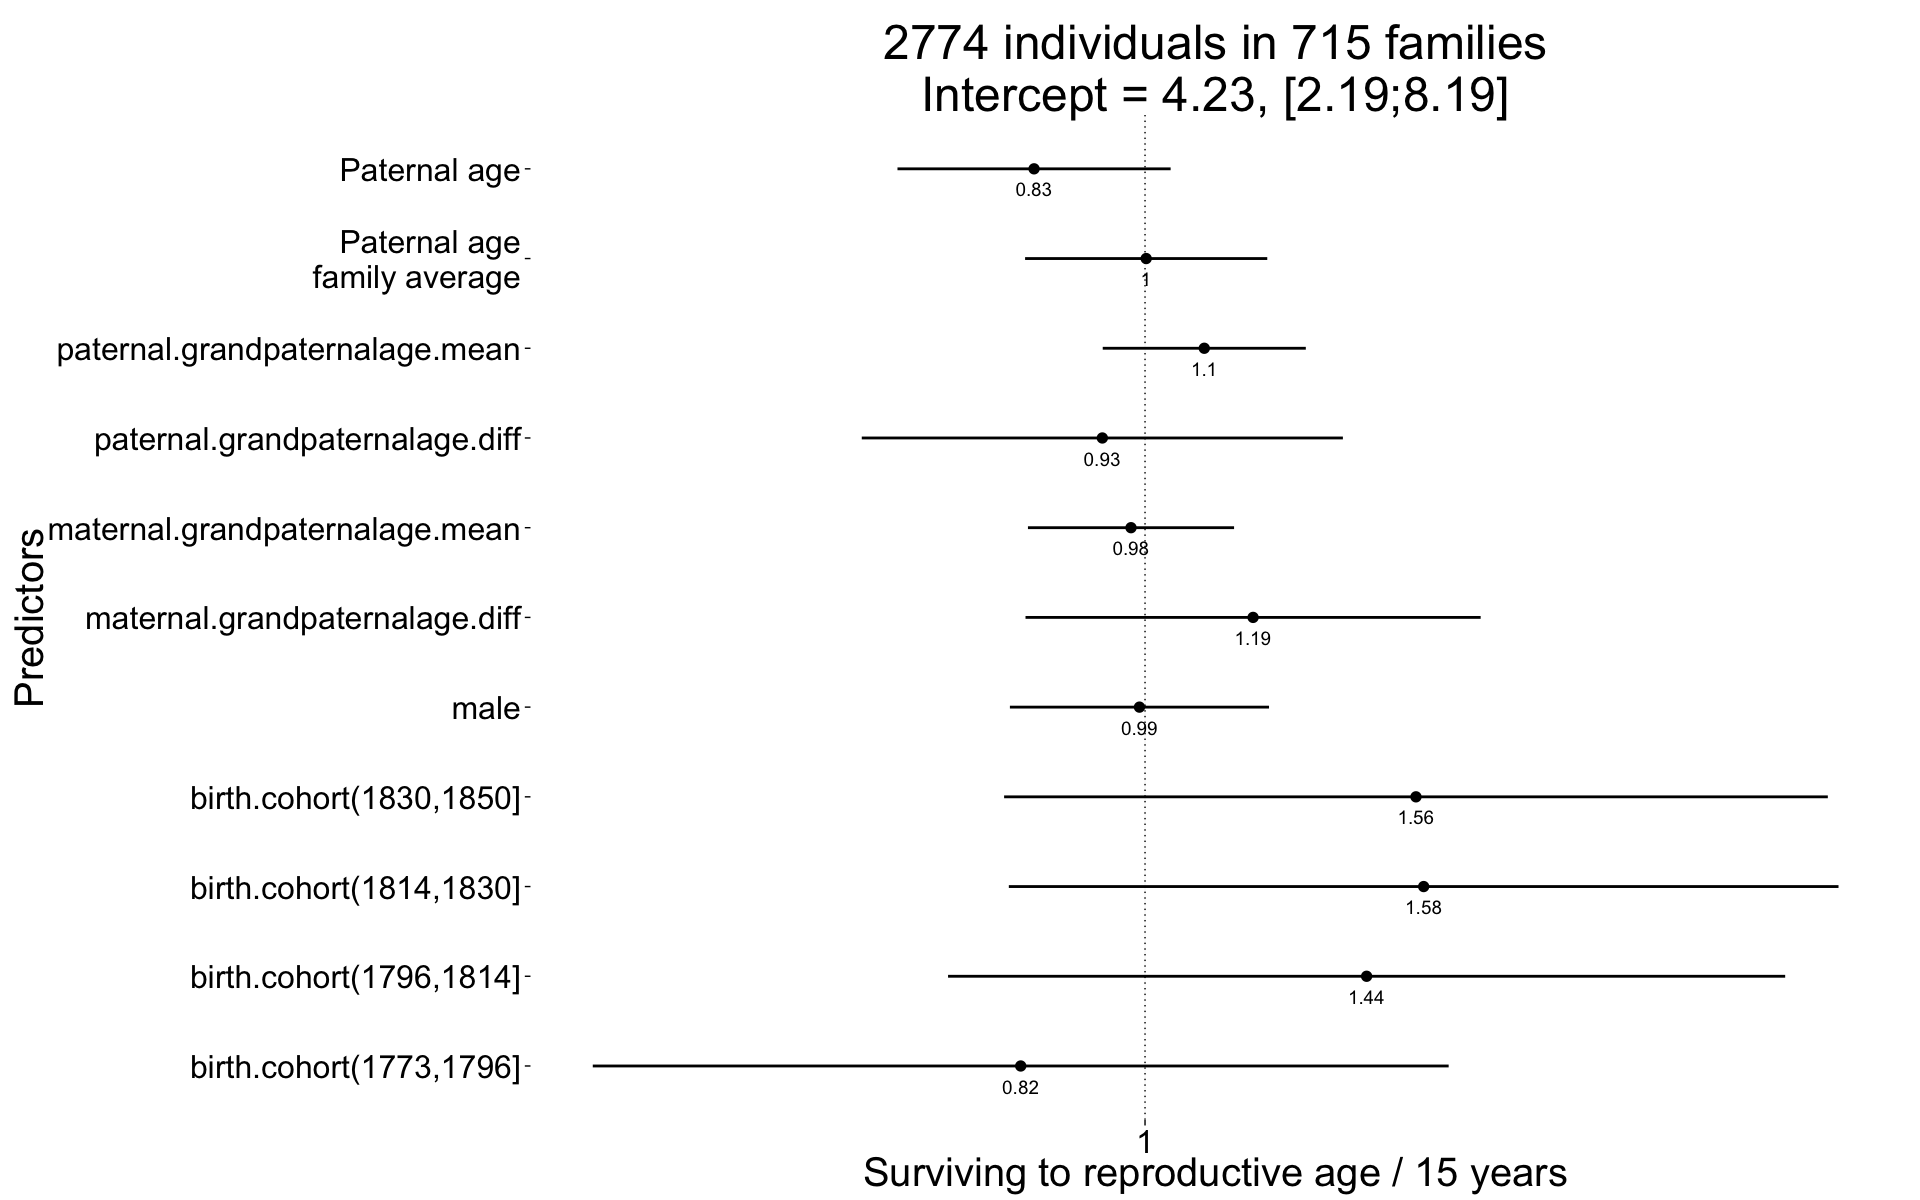 2774 individuals in 715 families
Intercept = 4.23, [2.19;8.19]
Predictors
Paternal age
0.83
Paternal age
family average
1
paternal.grandpaternalage.mean
1.1
paternal.grandpaternalage.diff
0.93
maternal.grandpaternalage.mean
0.98
maternal.grandpaternalage.diff
1.19
male
0.99
birth.cohort(1830,1850]
1.56
birth.cohort(1814,1830]
1.58
birth.cohort(1796,1814]
1.44
birth.cohort(1773,1796]
0.82
1
Surviving to reproductive age / 15 years